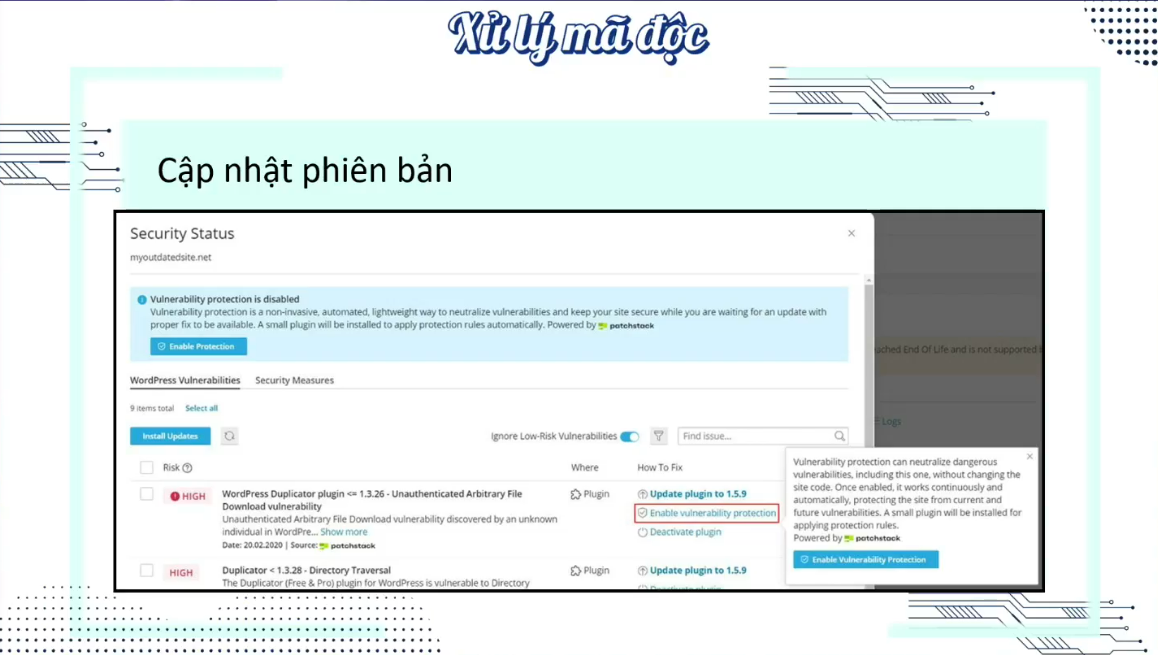 Xử lý mã độc
Cập nhật phiên bản
Security Status
myoutdatedsite.net
Vulnerability protection is disabled
Vulnerability protection is a non-invasive, automated, lightweight way to neutralize vulnerabilities and keep your site secure while you are waiting for an update with
proper fix to be available. A small plugin will be installed to apply protection rules automatically. Powered by patchstack
Enable Protection
uched End Of Life and is not supported
WordPress Vulnerabilities Security Measures
9 items total Select all
Logs
Install Updates
Ignore Low-Risk Vulnerabilities
Find issue...
Risk Where How To Fix
HIGH
WordPress Duplicator plugin <= 1.3.26 - Unauthenticated Arbitrary File
Download vulnerability
Unauthenticated Arbitrary File Download vulnerability discovered by an unknown
individual in WordPre... Show more
Date: 20.02.2020 | Source: patchstack
Plugin
Update plugin to 1.5.9
Enable vulnerability protection
Deactivate plugin
Vulnerability protection can neutralize dangerous
vulnerabilities, including this one, without changing the
site code. Once enabled, it works continuously and
automatically, protecting the site from current and
future vulnerabilities. A small plugin will be installed for
applying protection rules.
Powered by patchstack
Enable Vulnerability Protection
HIGH
Duplicator < 1.3.28 - Directory Traversal
The Duplicator (Free & Pro) plugin for WordPress is vulnerable to Directory
Plugin
Update plugin to 1.5.9
Deactivate plugin